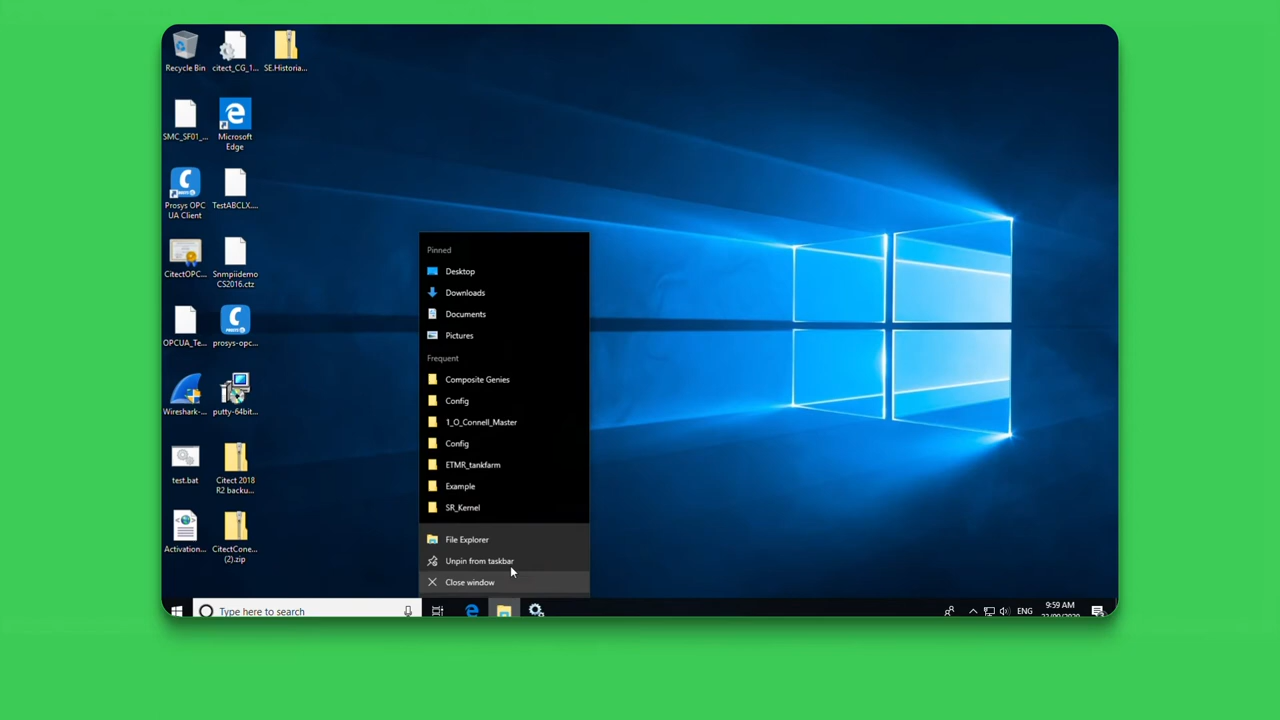 Recycle Bin
citect_CG_1...
SE.Historia...
SMC_SF01_...
Microsoft
Edge
Prosys OPC
UA Client
TestABCLX....
CitectOPC...
Snmpiidemo
CS2016.ctz
OPCUA_Te...
prosys-opc...
Wireshark-...
putty-64bit...
test.bat
Citect 2018
R2 backu...
Activation...
CitectCone...
(2).zip
Pinned
Desktop
Downloads
Documents
Pictures
Frequent
Composite Genies
Config
1_O_Connell_Master
Config
ETMR_tankfarm
Example
SR_Kernel
File Explorer
Unpin from taskbar
Close window
Type here to search
ENG
9:59 AM